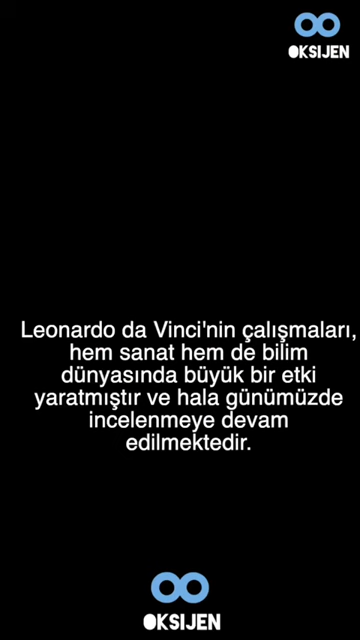 OKSIJEN
Leonardo da Vinci'nin çalışmaları,
hem sanat hem de bilim
dünyasında büyük bir etki
yaratmıştır ve hala günümüzde
incelenmeye devam
edilmektedir.
OKSIJEN